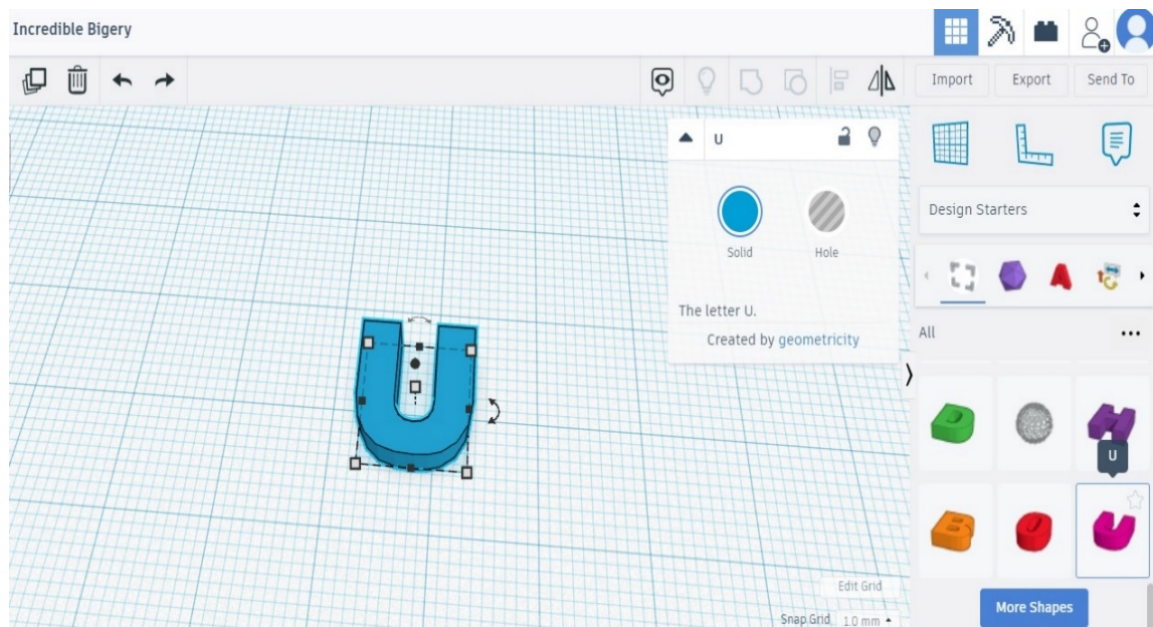 Incredible Bigery
Import Export Send To
U
Solid Hole
The letter U.
Created by geometricity
Design Starters
All
U
More Shapes
Edit Grid
Snap Grid 1.0 mm